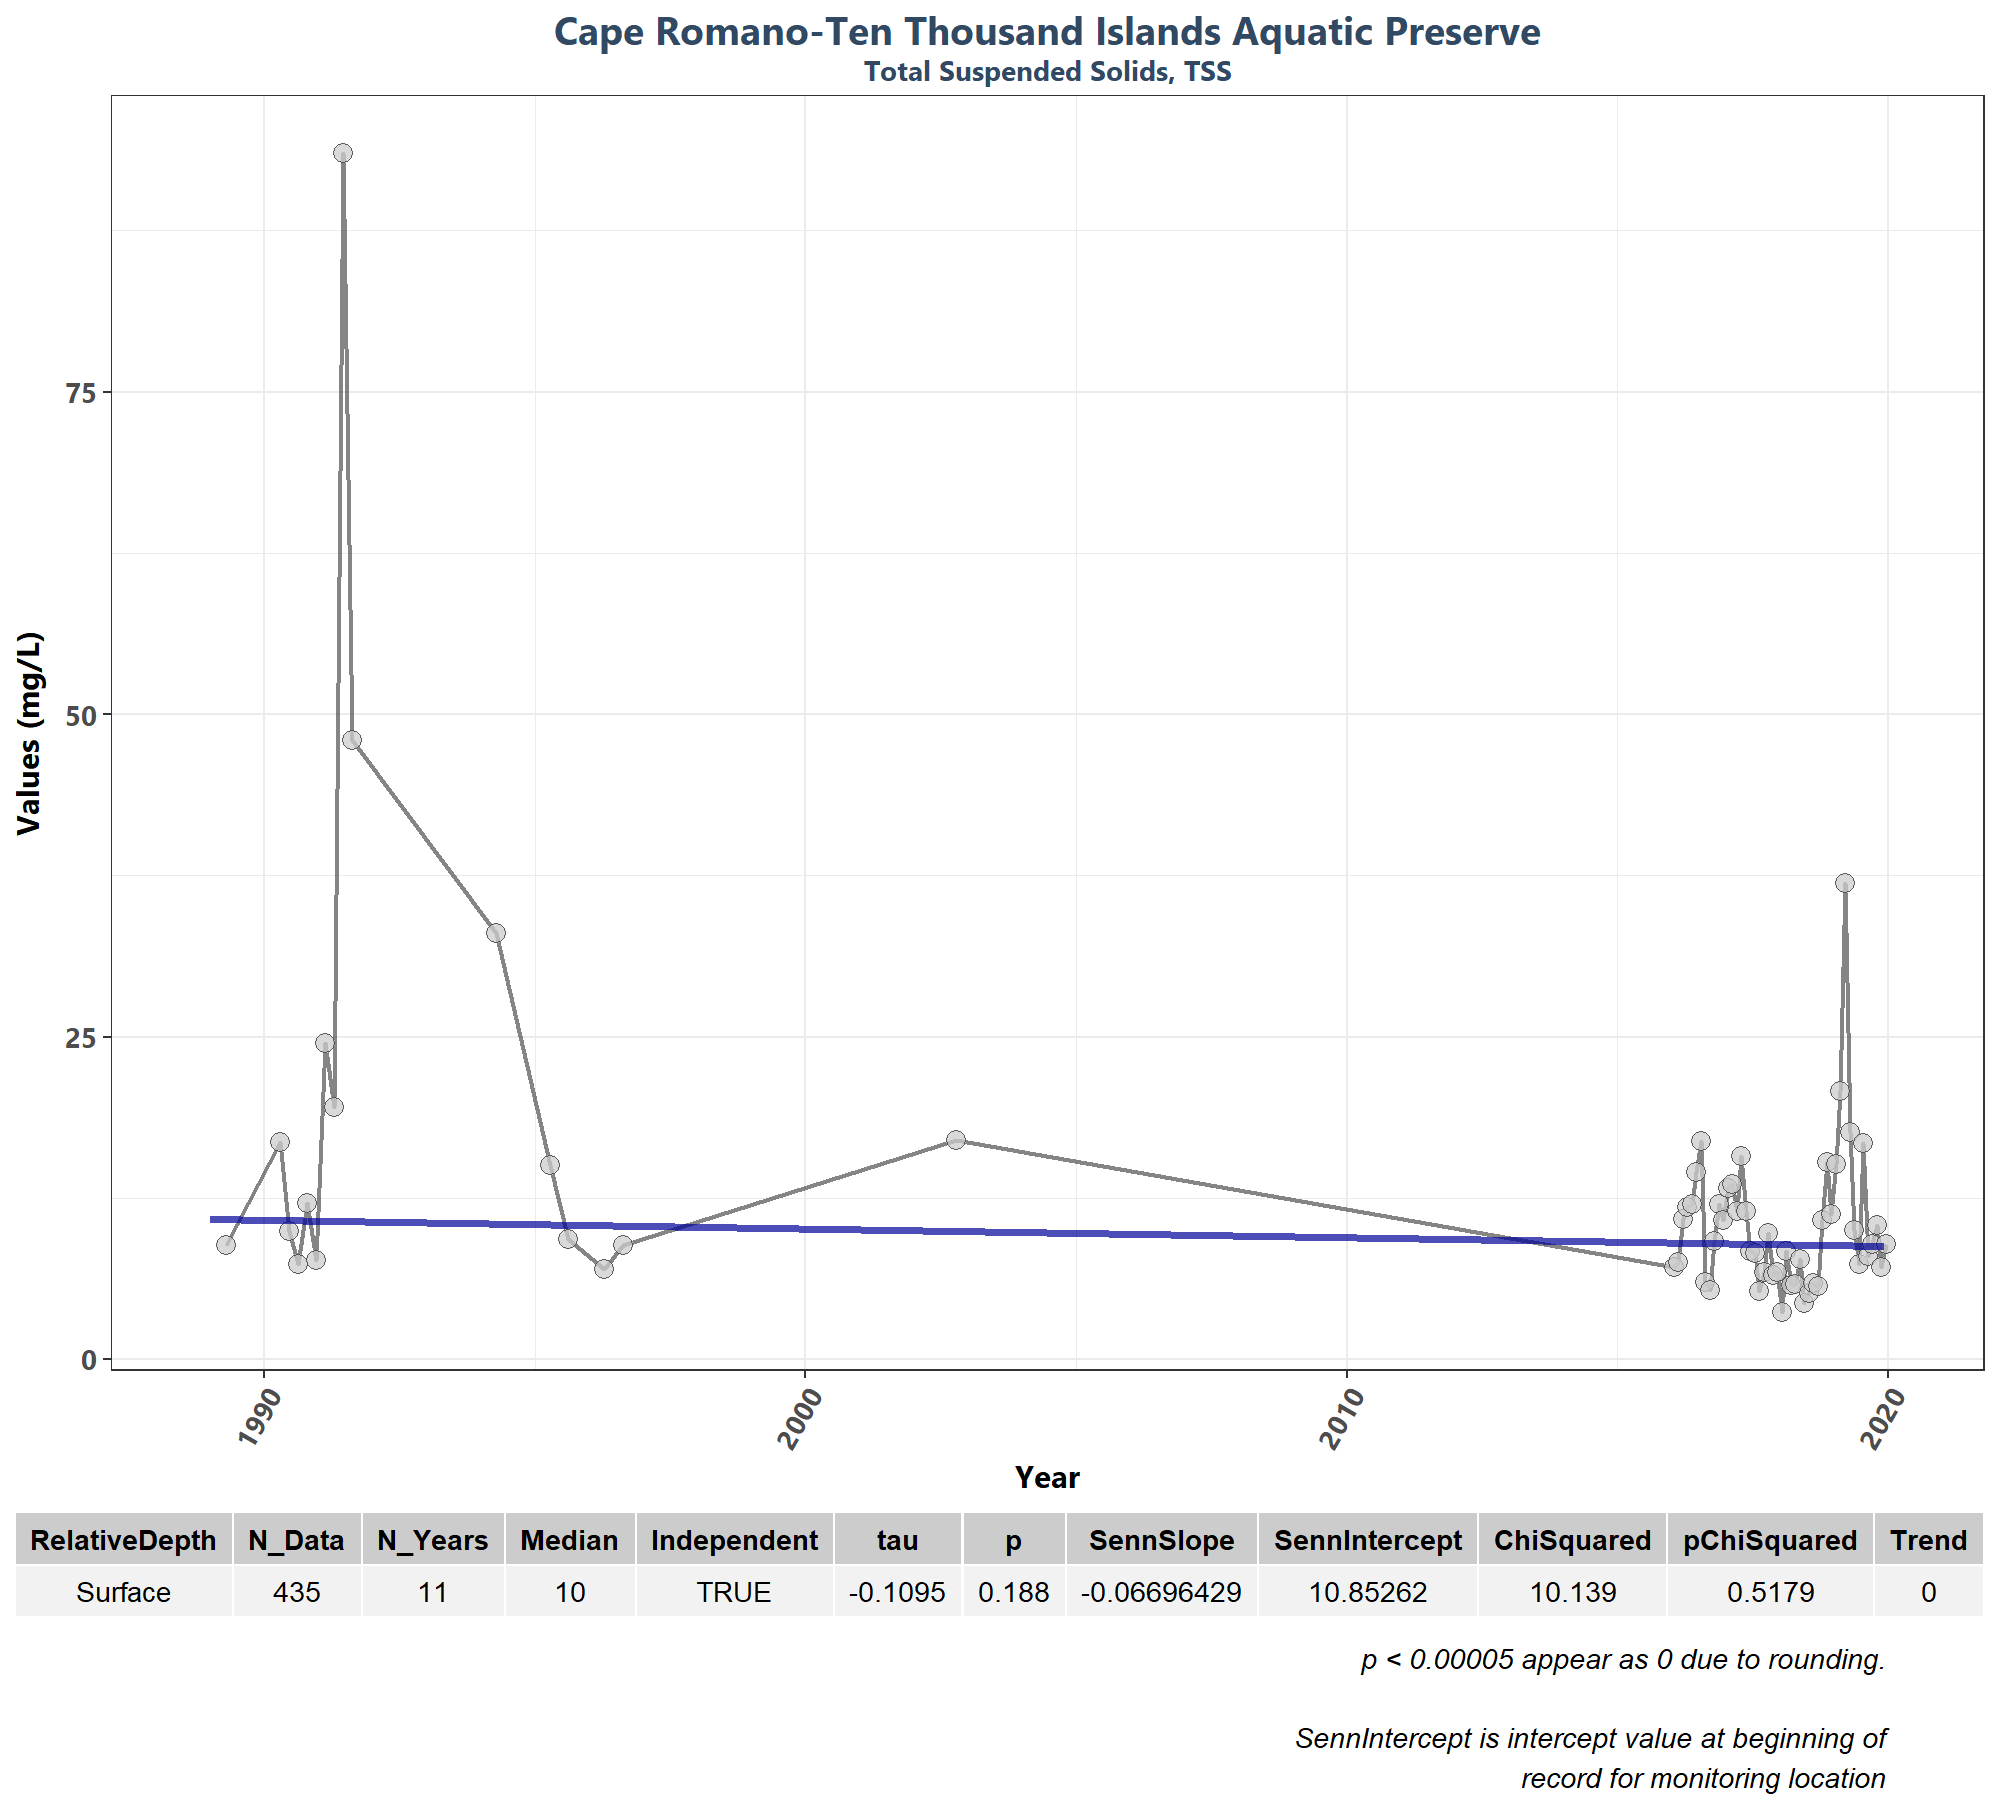 Cape Romano-Ten Thousand Islands Aquatic Preserve
Total Suspended Solids, TSS
Values (mg/L)
75
50
25
0
1990
2000
2010
2020
Year
RelativeDepth N_Data N_Years Median Independent tau p SennSlope SennIntercept ChiSquared pChiSquared Trend
Surface 435 11 10 TRUE -0.1095 0.188 -0.06696429 10.85262 10.139 0.5179 0
p < 0.00005 appear as 0 due to rounding.
SennIntercept is intercept value at beginning of
record for monitoring location